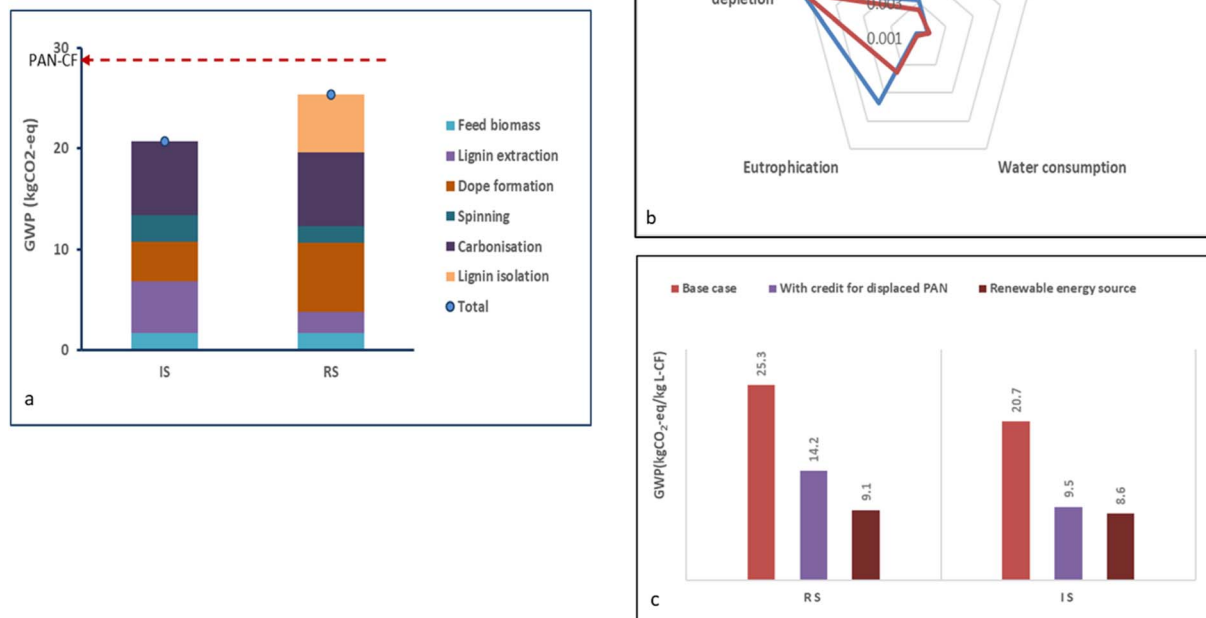 30
PAN-CF
20
10
0
GWP (kgCO2-eq)
IS
RS
Feed biomass
Lignin extraction
Dope formation
Spinning
Carbonisation
Lignin isolation
Total
a
depletion
0.003
0.001
Eutrophication
Water consumption
b
Base case
With credit for displaced PAN
Renewable energy source
GWP(kgCO₂-eq/kg L-CF)
25.3
14.2
9.1
20.7
9.5
8.6
RS
IS
c